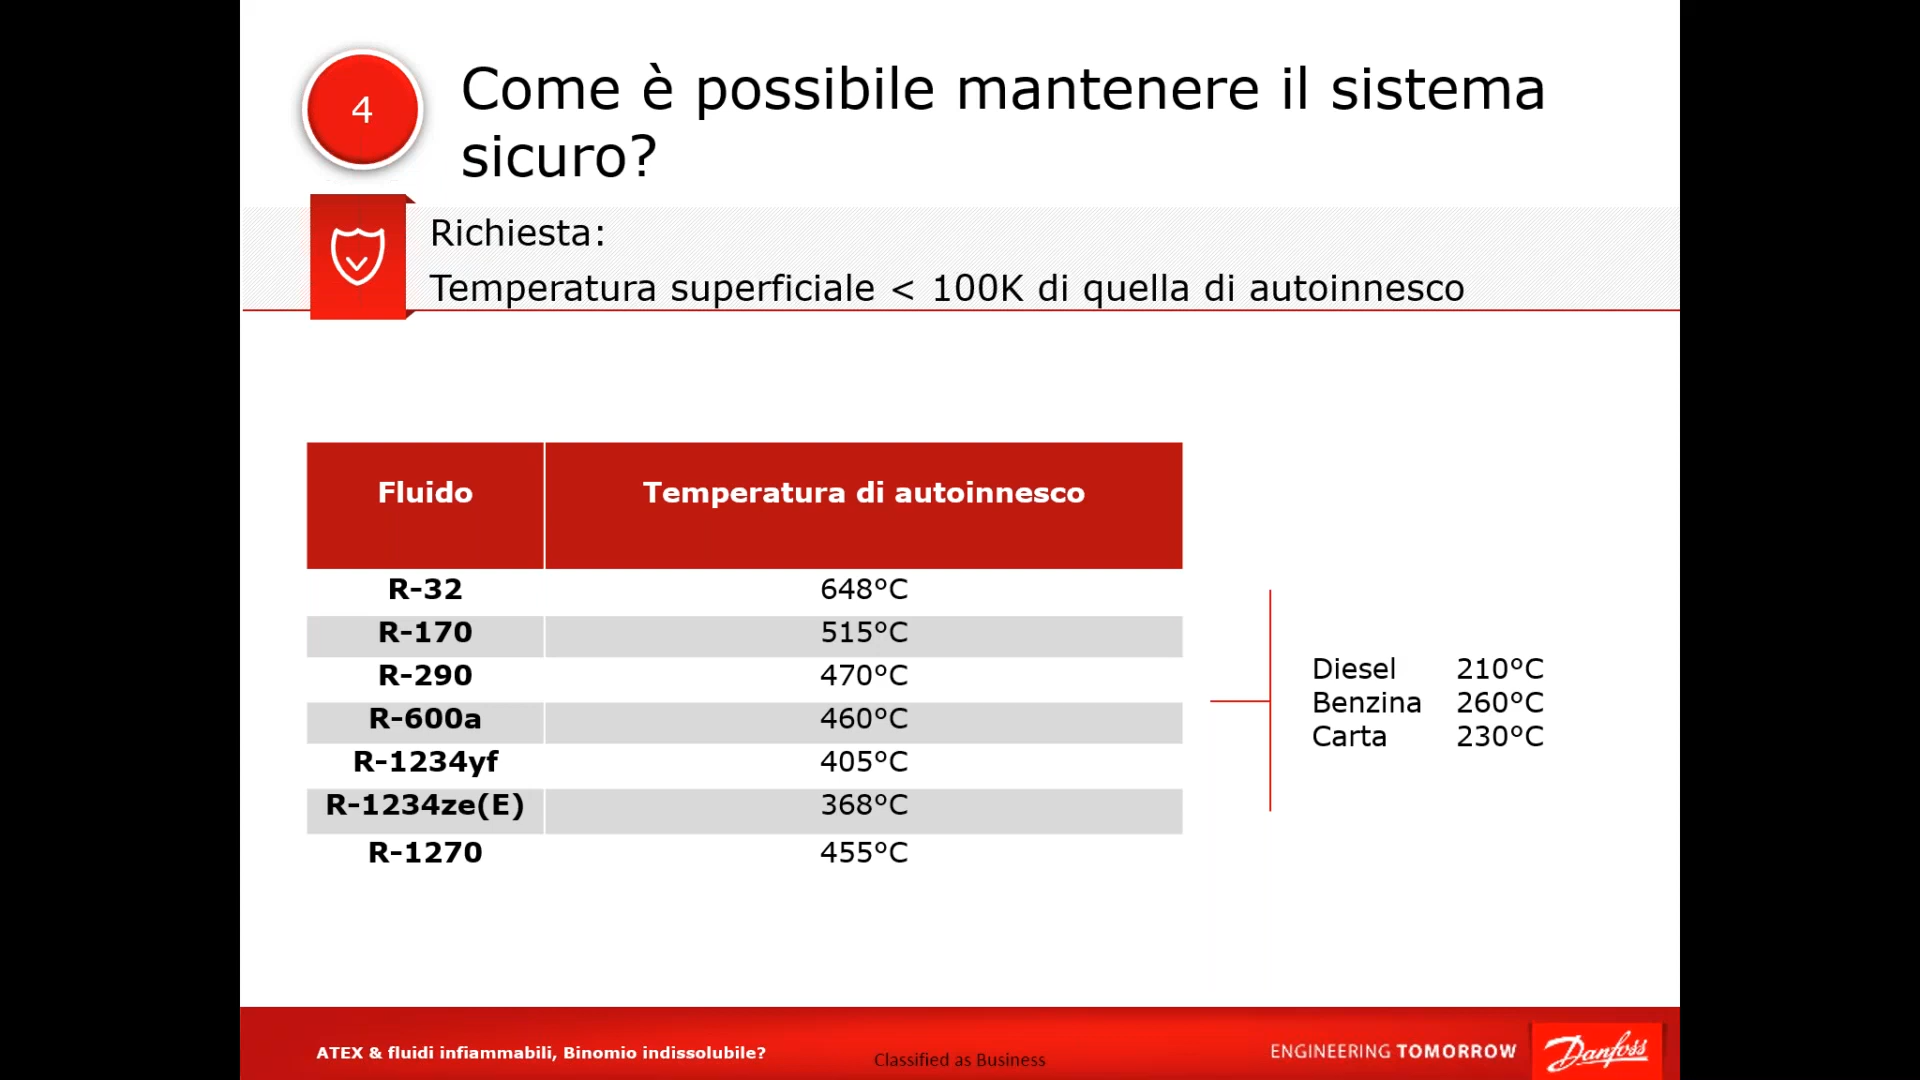 4
Come è possibile mantenere il sistema
sicuro?
Richiesta:
Temperatura superficiale < 100K di quella di autoinnesco
Fluido Temperatura di autoinnesco
R-32 648°C
R-170 515°C
R-290 470°C
R-600a 460°C
R-1234yf 405°C
R-1234ze(E) 368°C
R-1270 455°C
Diesel 210°C
Benzina 260°C
Carta 230°C
ATEX & fluidi infiammabili, Binomio indissolubile?
Classified as Business
ENGINEERING TOMORROW
Danfoss